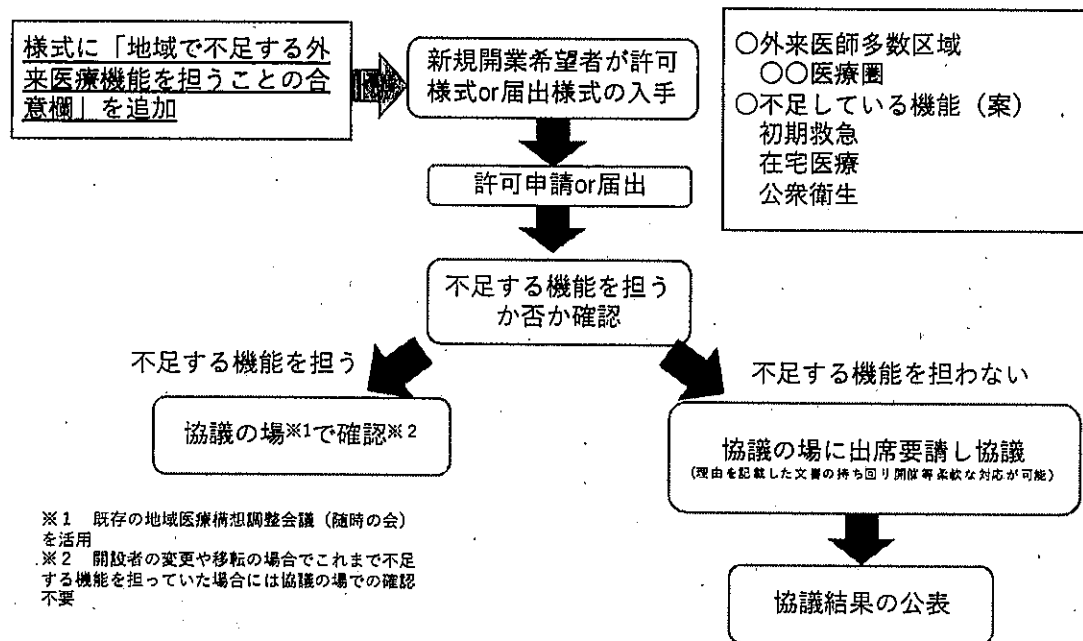 様式に「地域で不足する外
来医療機能を担うことの合
意欄」を追加
新規開業希望者が許可
様式or届出様式の入手
○外来医師多数区域
○○医療圏
○不足している機能（案）
初期救急
在宅医療
公衆衛生
許可申請or届出
不足する機能を担う
か否か確認
不足する機能を担う
不足する機能を担わない
協議の場※1で確認※2
協議の場に出席要請し協議
(理由を記載した文書の持ち回り開催等柔軟な対応が可能)
※1　既存の地域医療構想調整会議（随時の会）
を活用
※2　開設者の変更や移転の場合でこれまで不足
する機能を担っていた場合には協議の場での確認
不要
協議結果の公表